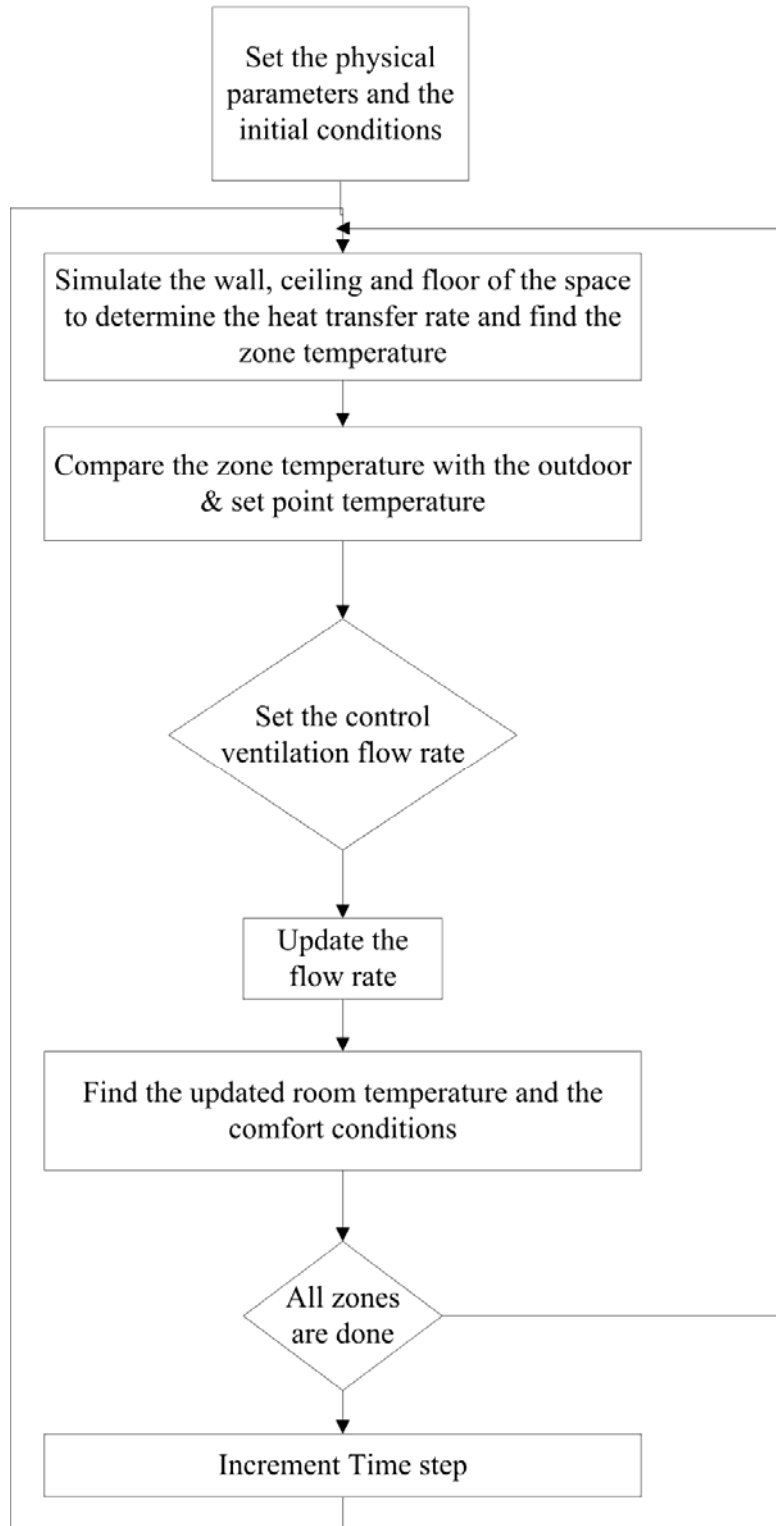 Set the physical
parameters and the
initial conditions
Simulate the wall, ceiling and floor of the space
to determine the heat transfer rate and find the
zone temperature
Compare the zone temperature with the outdoor
& set point temperature
Set the control
ventilation flow rate
Update the
flow rate
Find the updated room temperature and the
comfort conditions
All zones
are done
Increment Time step